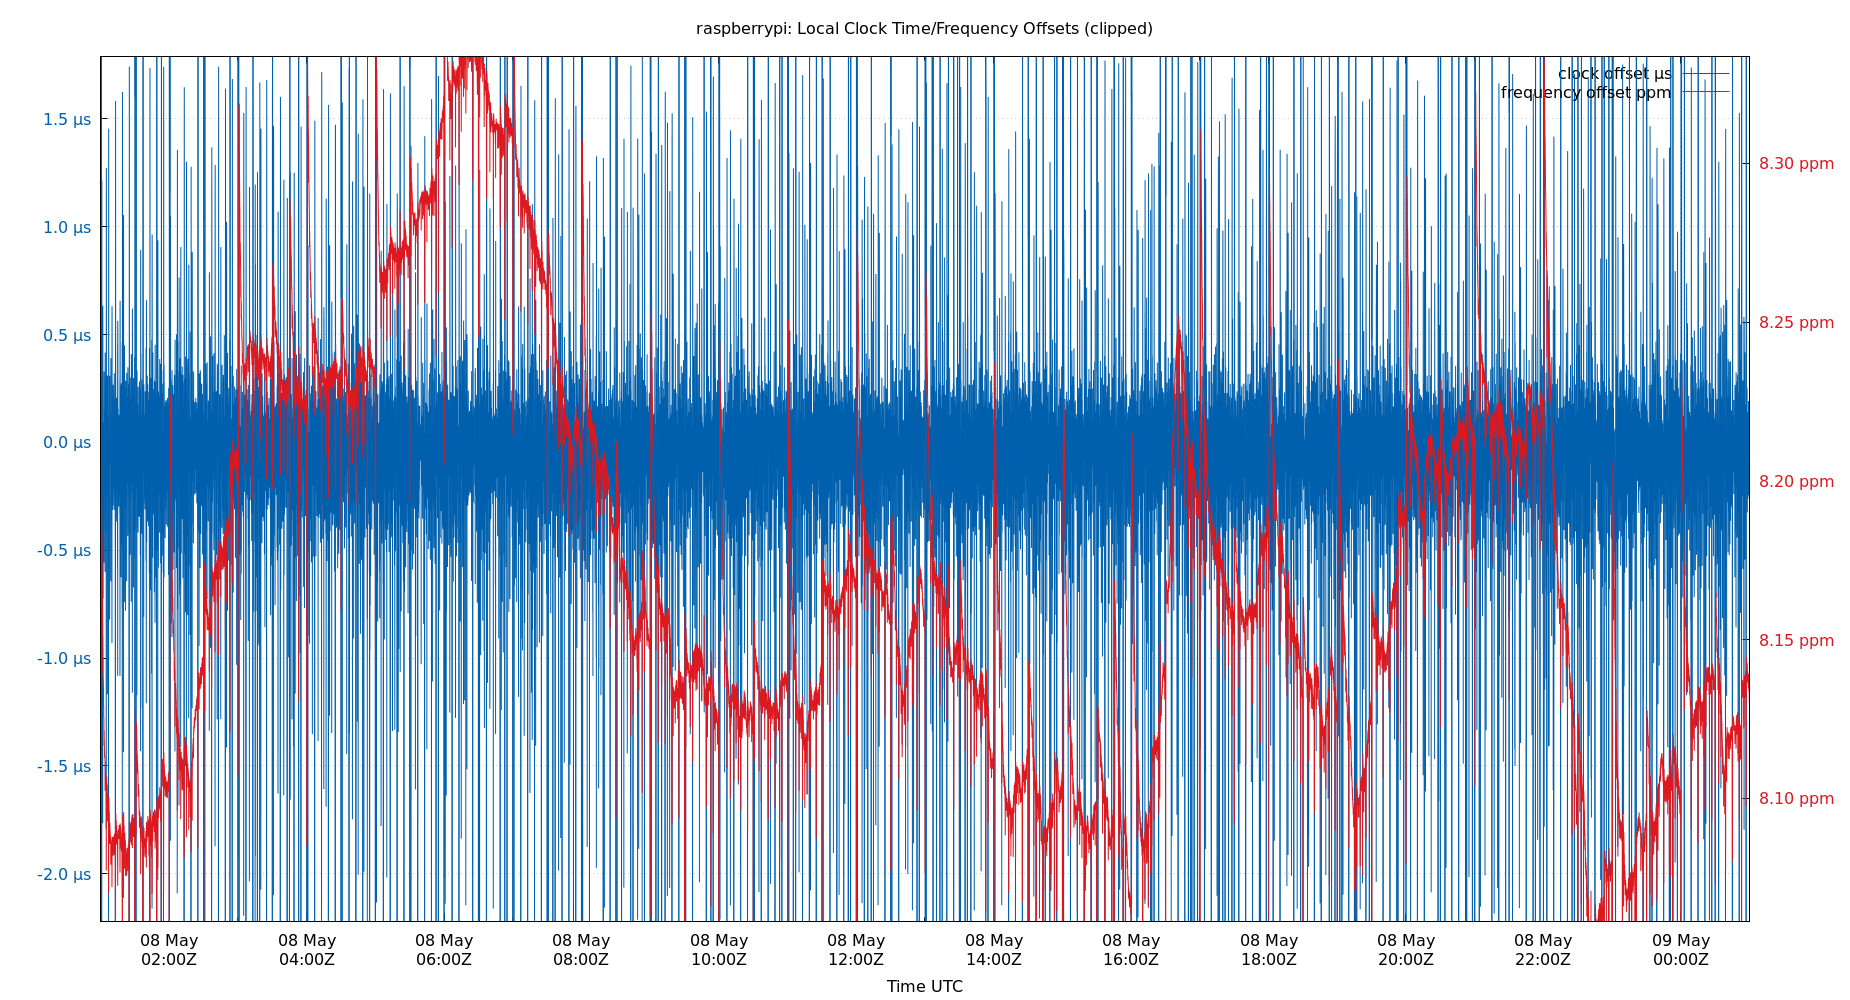 raspberrypi: Local Clock Time/Frequency Offsets (clipped)
clock offset µs
frequency offset ppm
1.5 µs
1.0 µs
0.5 µs
0.0 µs
-0.5 µs
-1.0 µs
-1.5 µs
-2.0 µs
8.30 ppm
8.25 ppm
8.20 ppm
8.15 ppm
8.10 ppm
08 May 08 May 08 May 08 May 08 May 08 May 08 May 08 May 08 May 08 May 08 May 09 May
02:00Z 04:00Z 06:00Z 08:00Z 10:00Z 12:00Z 14:00Z 16:00Z 18:00Z 20:00Z 22:00Z 00:00Z
Time UTC